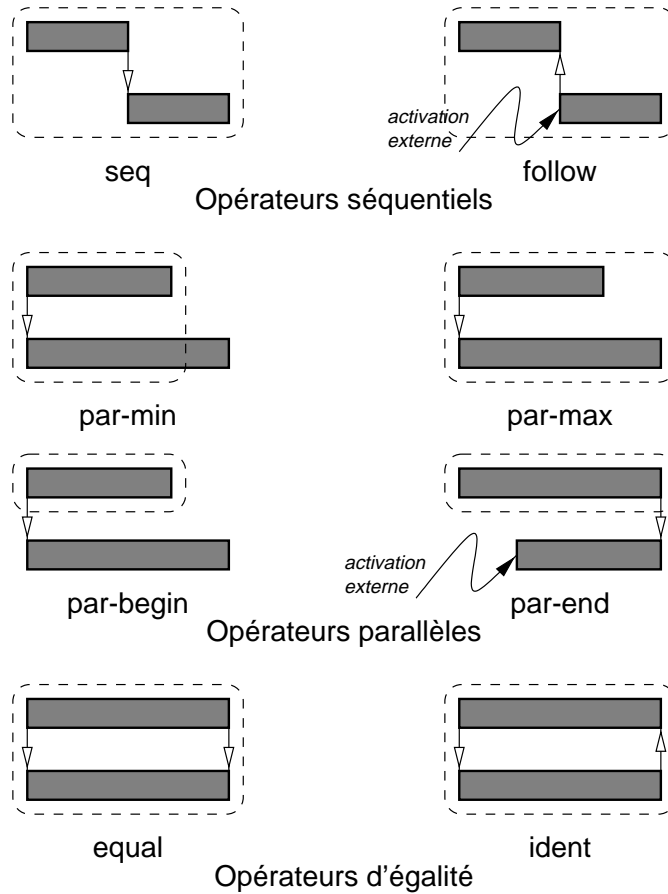 activation
externe
seq
follow
Opérateurs séquentiels
par-min
par-max
activation
externe
par-begin
par-end
Opérateurs parallèles
equal
ident
Opérateurs d'égalité